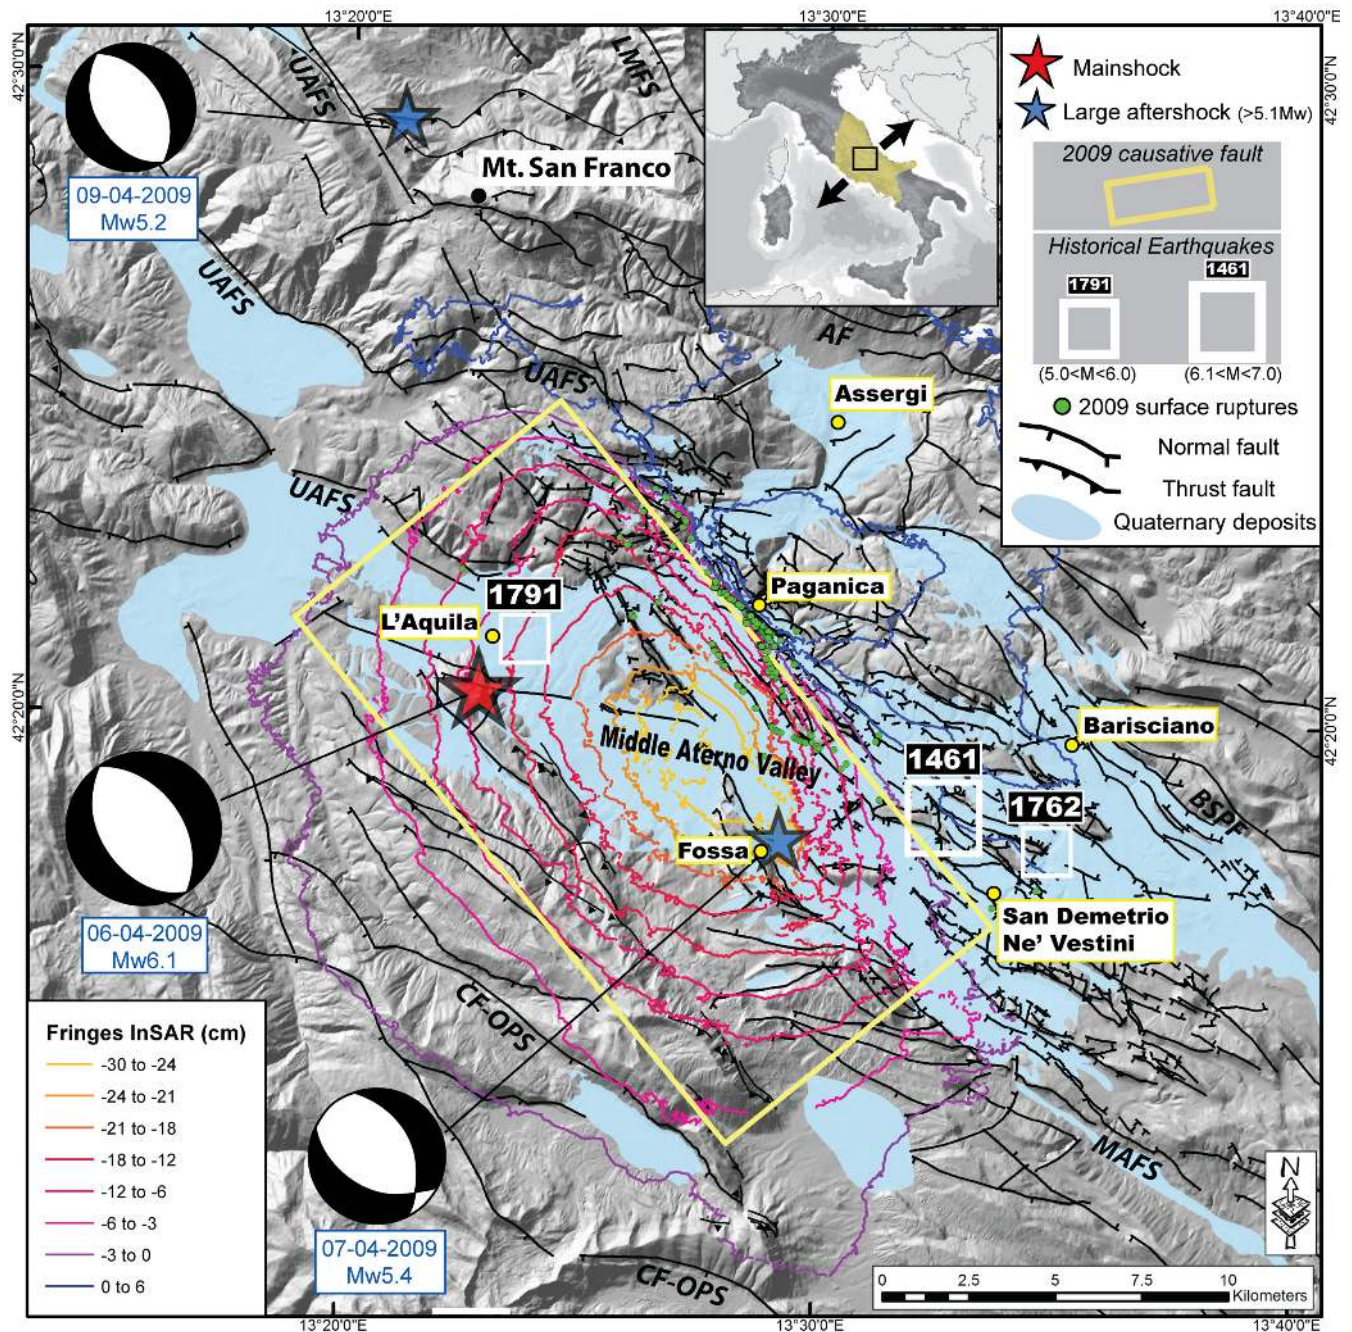 13°20'0"E
13°30'0"E
13°40'0"E
42°30'0"N
42°30'0"N
UAFS
LMFS
Mt. San Franco
09-04-2009
Mw5.2
UAFS
AF
UAFS
Assergi
UAFS
Mainshock
Large aftershock (>5.1Mw)
2009 causative fault
Historical Earthquakes
1791
1461
(5.0<M<6.0)
(6.1<M<7.0)
2009 surface ruptures
Normal fault
Thrust fault
Quaternary deposits
1791
L'Aquila
Paganica
42°20'0"N
42°20'0"N
Middle Aterno Valley
Barisciano
1461
1762
BSPF
Fossa
San Demetrio
Ne' Vestini
06-04-2009
Mw6.1
CF-OPS
Fringes InSAR (cm)
-30 to -24
-24 to -21
-21 to -18
-18 to -12
-12 to -6
-6 to -3
-3 to 0
0 to 6
07-04-2009
Mw5.4
CF-OPS
MAFS
N
0
2.5
5
7.5
10
Kilometers
13°20'0"E
13°30'0"E
13°40'0"E